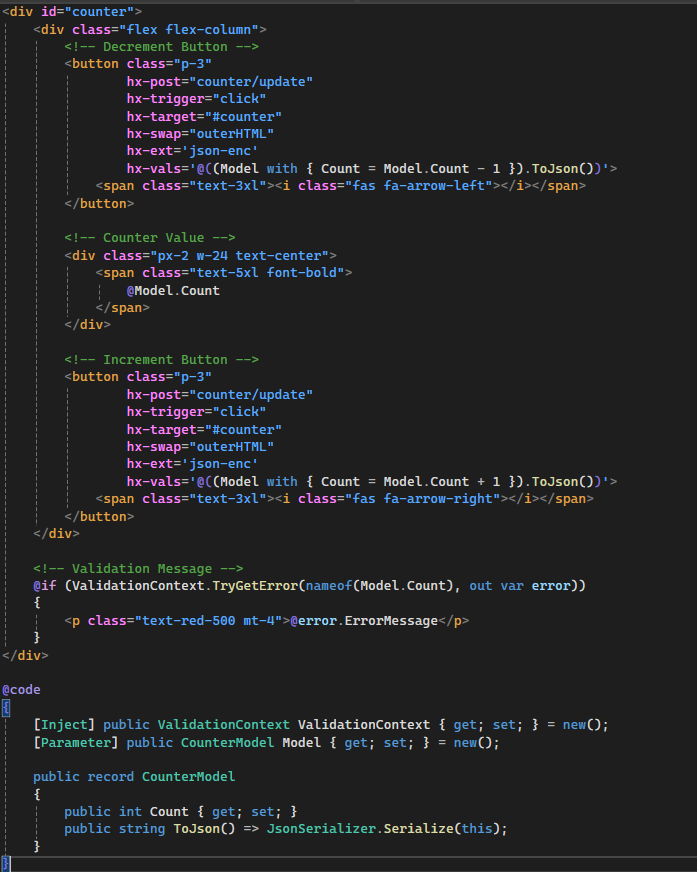 <div id="counter">
    <div class="flex flex-column">
        <!-- Decrement Button -->
        <button class="p-3"
                hx-post="counter/update"
                hx-trigger="click"
                hx-target="#counter"
                hx-swap="outerHTML"
                hx-ext='json-enc'
                hx-vals='@((Model with { Count = Model.Count - 1 }).ToJson())'>
            <span class="text-3xl"><i class="fas fa-arrow-left"></i></span>
        </button>

        <!-- Counter Value -->
        <div class="px-2 w-24 text-center">
            <span class="text-5xl font-bold">
                @Model.Count
            </span>
        </div>

        <!-- Increment Button -->
        <button class="p-3"
                hx-post="counter/update"
                hx-trigger="click"
                hx-target="#counter"
                hx-swap="outerHTML"
                hx-ext='json-enc'
                hx-vals='@((Model with { Count = Model.Count + 1 }).ToJson())'>
            <span class="text-3xl"><i class="fas fa-arrow-right"></i></span>
        </button>
    </div>

    <!-- Validation Message -->
    @if (ValidationContext.TryGetError(nameof(Model.Count), out var error))
    {
        <p class="text-red-500 mt-4">@error.ErrorMessage</p>
    }
</div>

@code
{
    [Inject] public ValidationContext ValidationContext { get; set; } = new();
    [Parameter] public CounterModel Model { get; set; } = new();

    public record CounterModel
    {
        public int Count { get; set; }
        public string ToJson() => JsonSerializer.Serialize(this);
    }
}